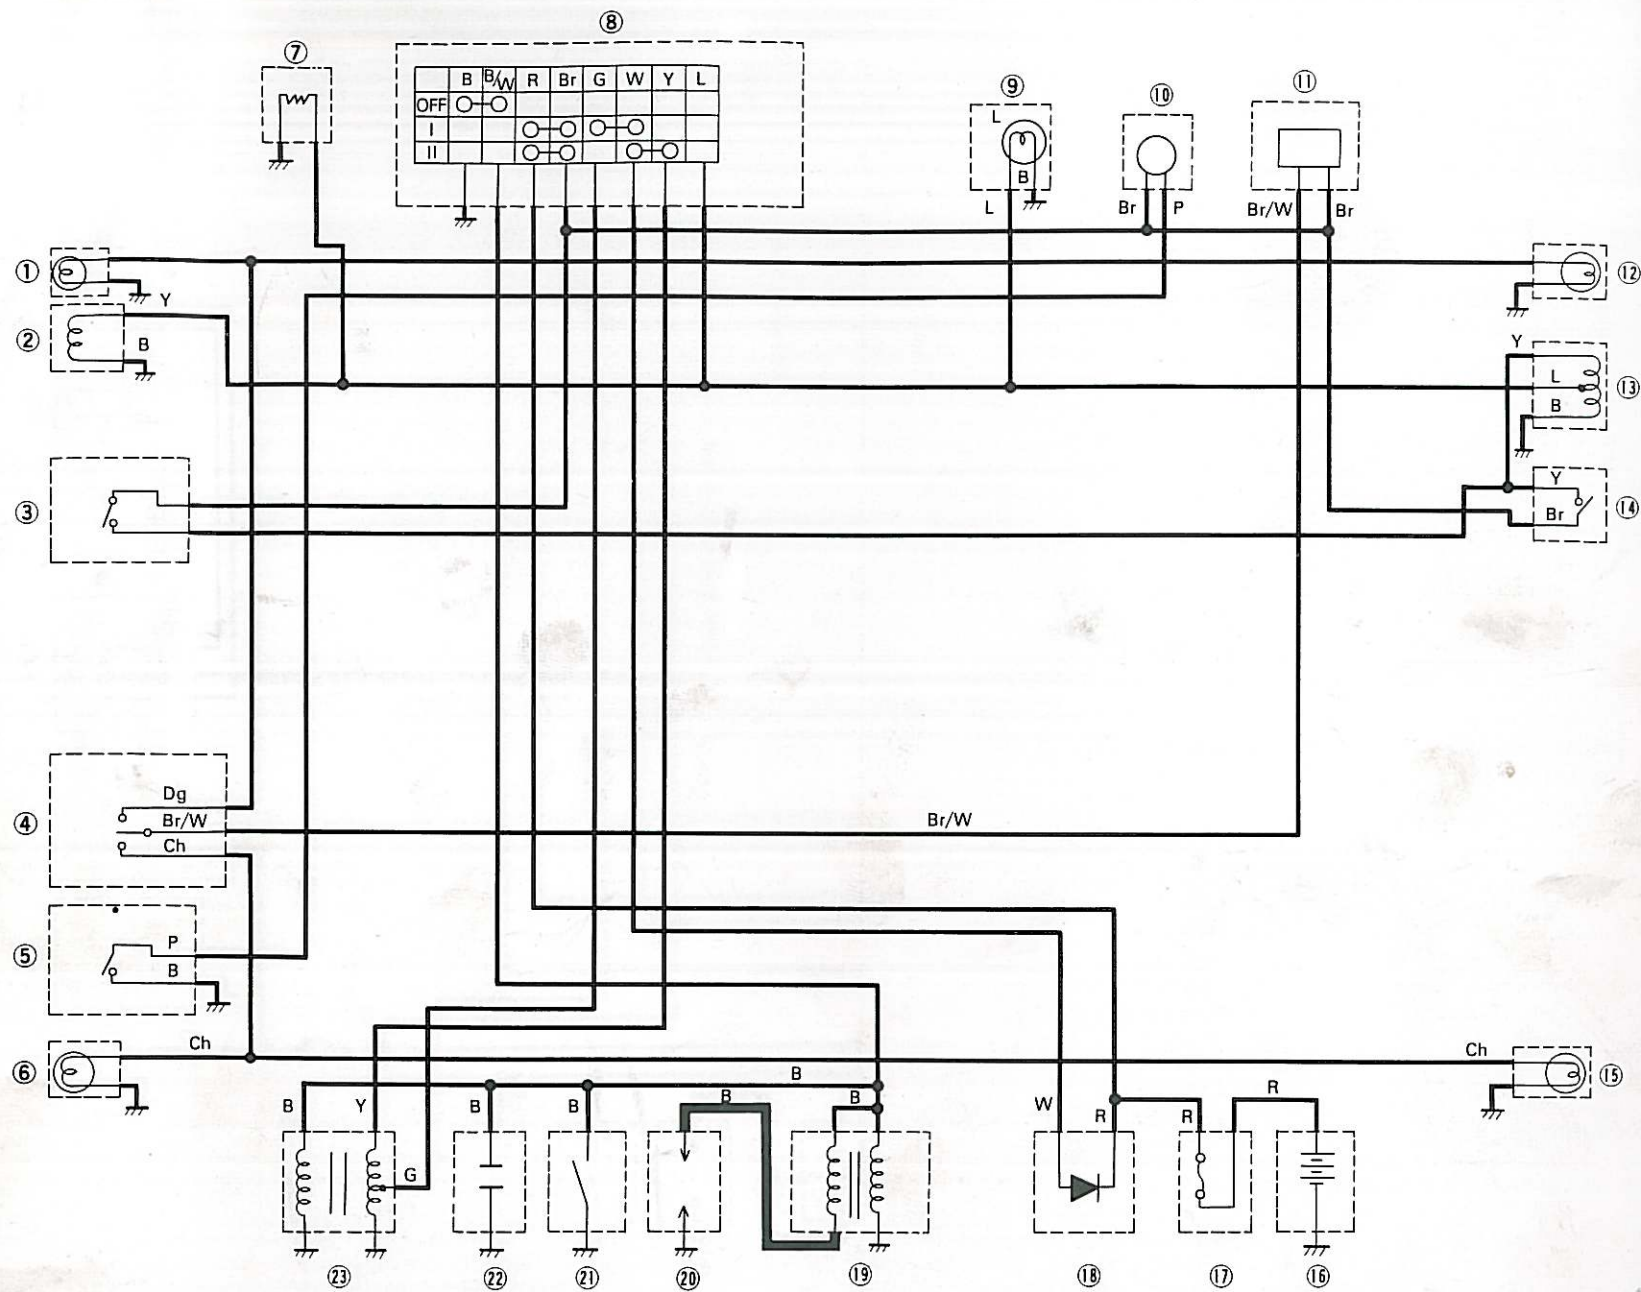 ⑧
⑦
B B/W R Br G W Y L
OFF
I
II
⑨
L
B
L
⑩
Br P
⑪
Br/W Br
①
Y
②
B
⑫
Y
L
B
⑬
③
Y
Br
⑭
④
Dg
Br/W
Ch
Br/W
⑤
P
B
⑥
Ch
Ch
⑮
B
B Y B B B B
G
W R R R
㉓ ㉒ ㉑ ⑳ ⑲ ⑱ ⑰ ⑯